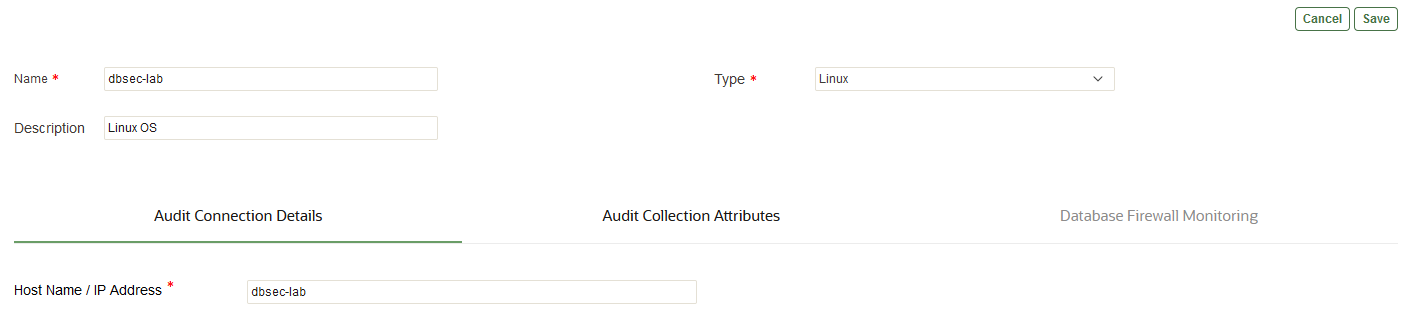 Cancel Save
Name * dbsec-lab Type * Linux
Description Linux OS
Audit Connection Details Audit Collection Attributes Database Firewall Monitoring
Host Name / IP Address * dbsec-lab